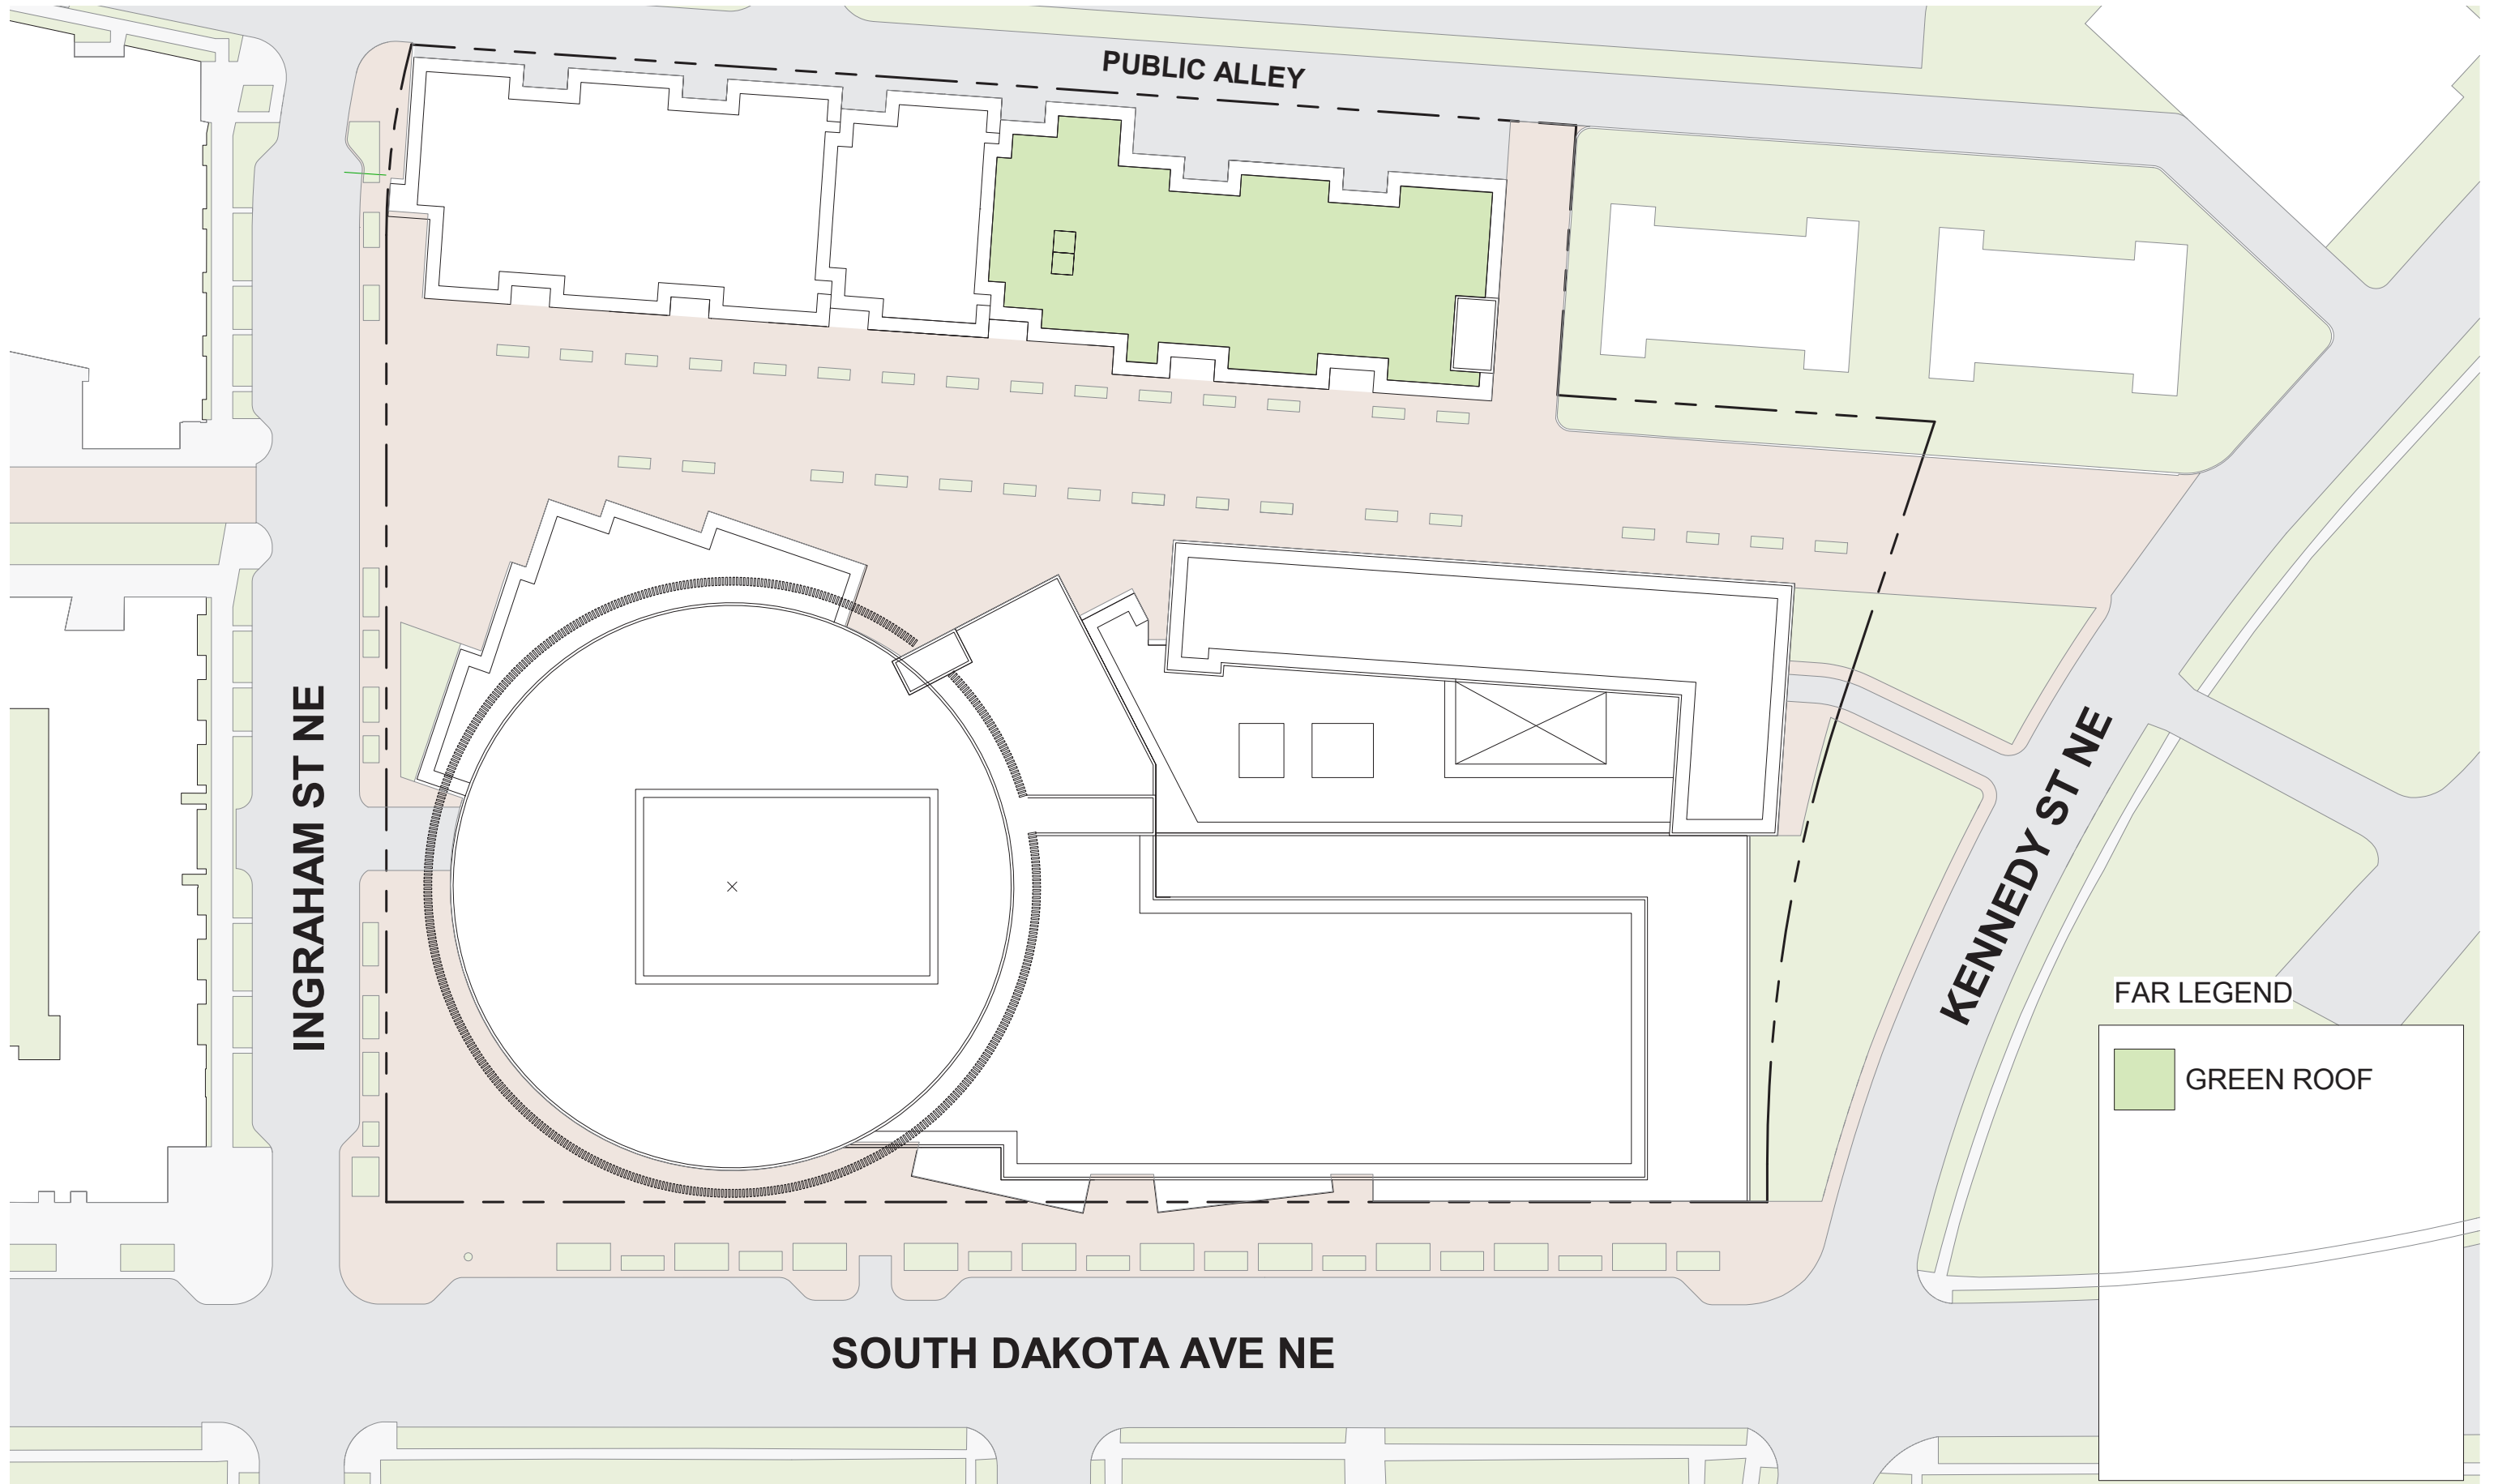 PUBLIC ALLEY
INGRAHAM ST NE
KENNEDY ST NE
FAR LEGEND
GREEN ROOF
SOUTH DAKOTA AVE NE